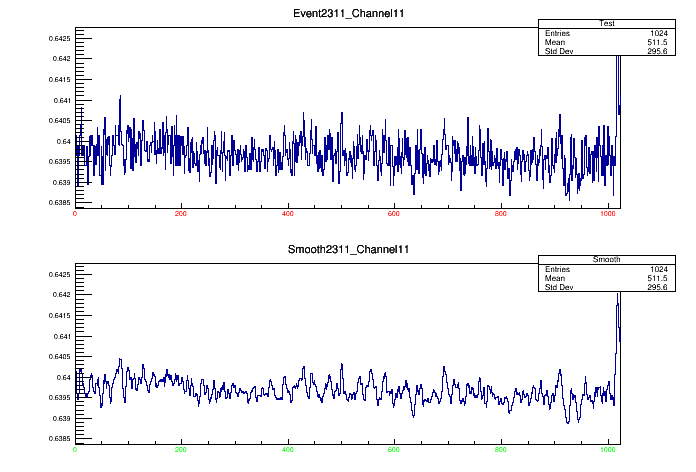 Event2311_Channel11
Test
Entries 1024
Mean 511.5
Std Dev 295.6
0.6425
0.642
0.6415
0.641
0.6405
0.64
0.6395
0.639
0.6385
0 200 400 600 800 1000
Smooth2311_Channel11
Smooth
Entries 1024
Mean 511.5
Std Dev 295.6
0.6425
0.642
0.6415
0.641
0.6405
0.64
0.6395
0.639
0.6385
0 200 400 600 800 1000